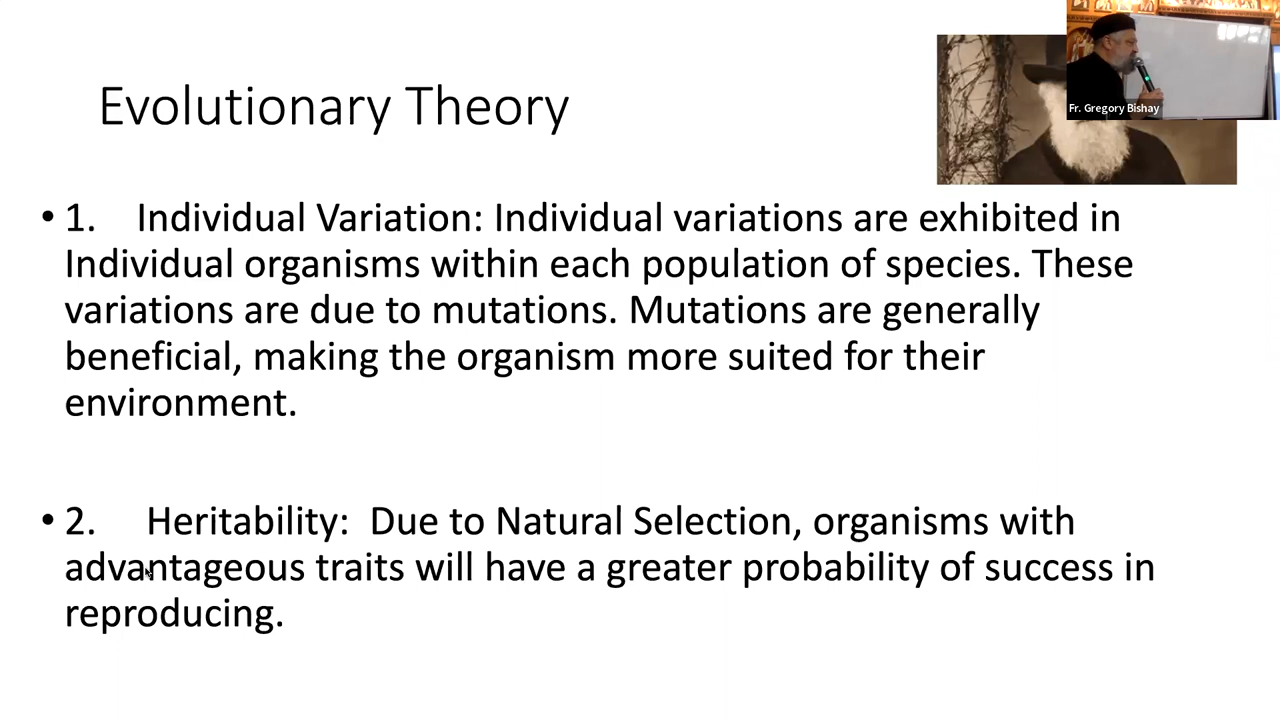 Fr. Gregory Bishay
Evolutionary Theory
• 1. Individual Variation: Individual variations are exhibited in
Individual organisms within each population of species. These
variations are due to mutations. Mutations are generally
beneficial, making the organism more suited for their
environment.
• 2. Heritability: Due to Natural Selection, organisms with
advantageous traits will have a greater probability of success in
reproducing.